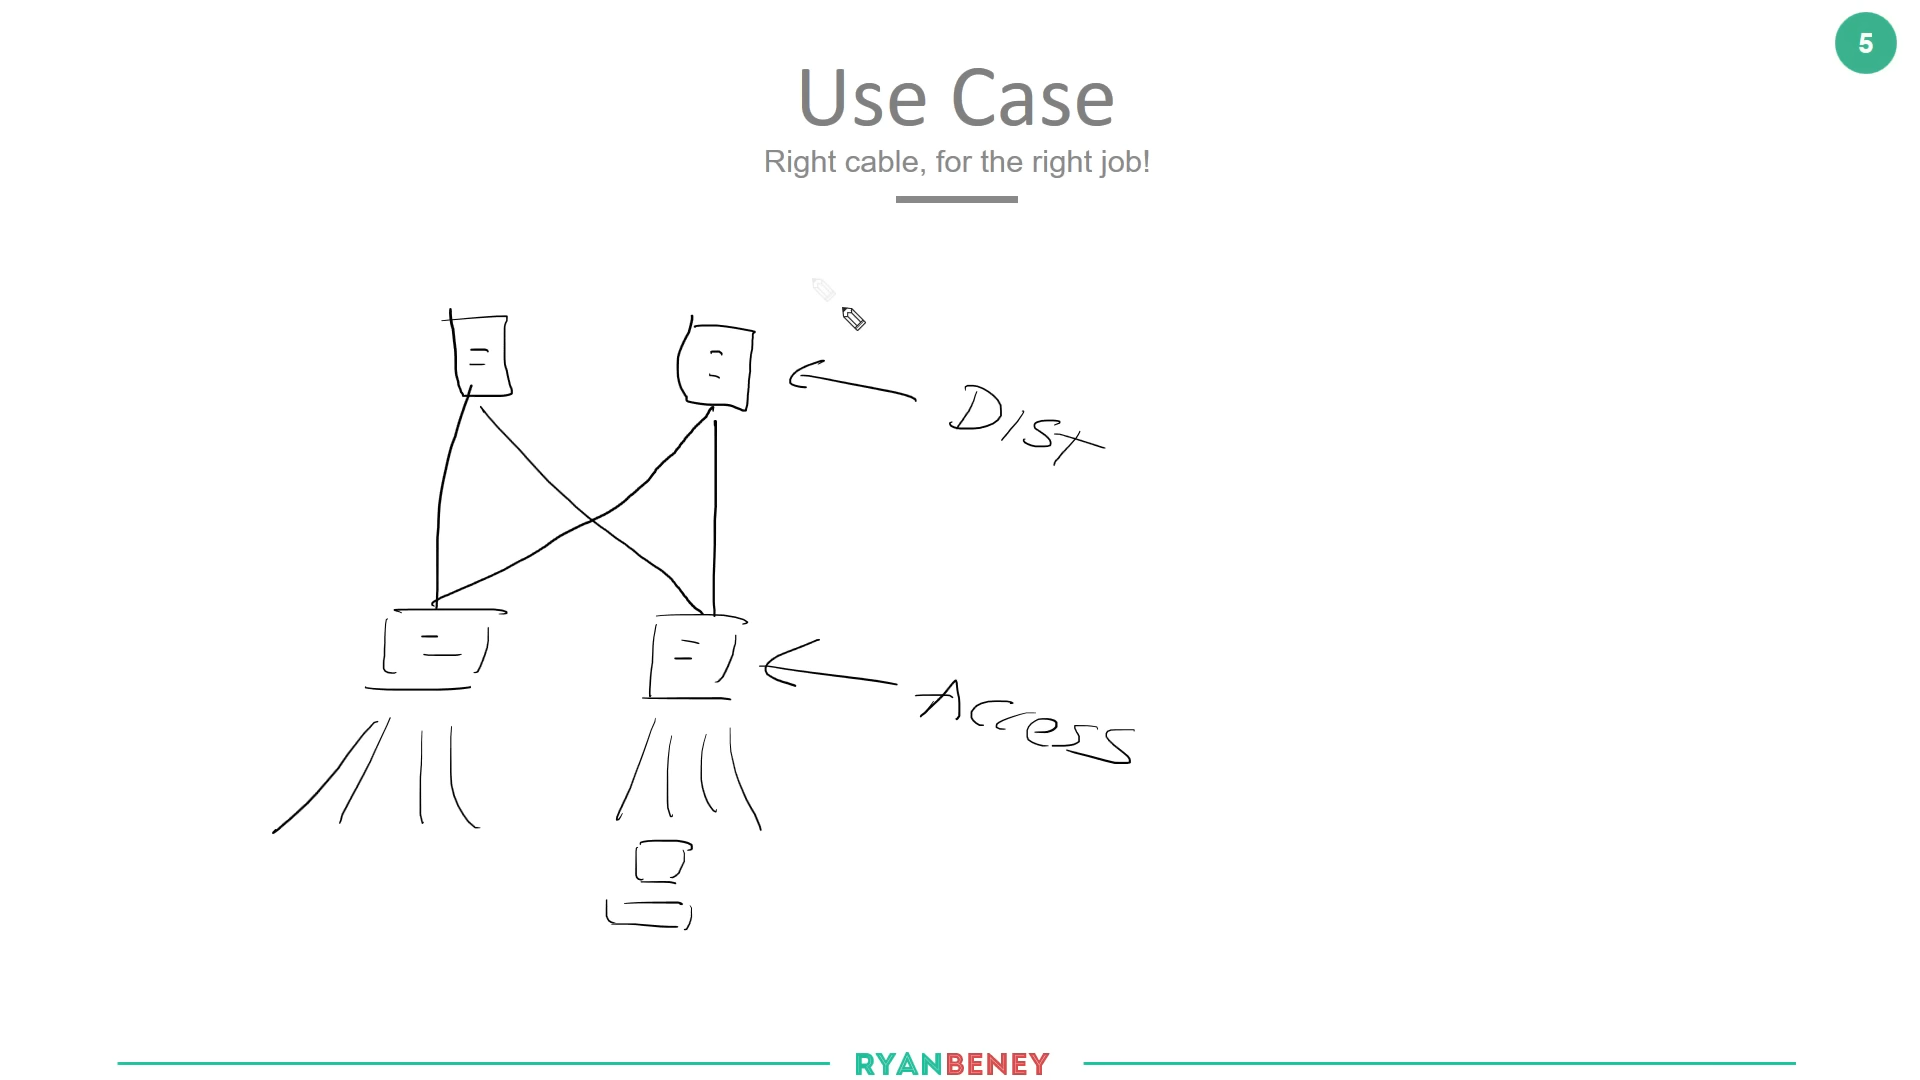 5
Use Case
Right cable, for the right job!
Dist
Access
RYANBENEY